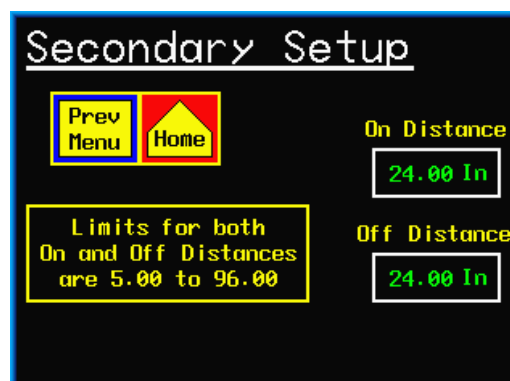 Secondary Setup
Prev
Menu
Home
On Distance
24.00 In
Limits for both
On and Off Distances
are 5.00 to 96.00
Off Distance
24.00 In